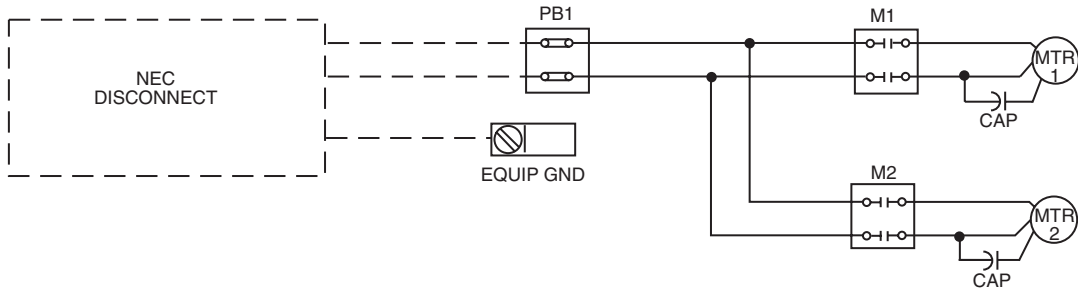 PB1
M1
NEC
DISCONNECT
MTR
1
CAP
EQUIP GND
M2
MTR
2
CAP